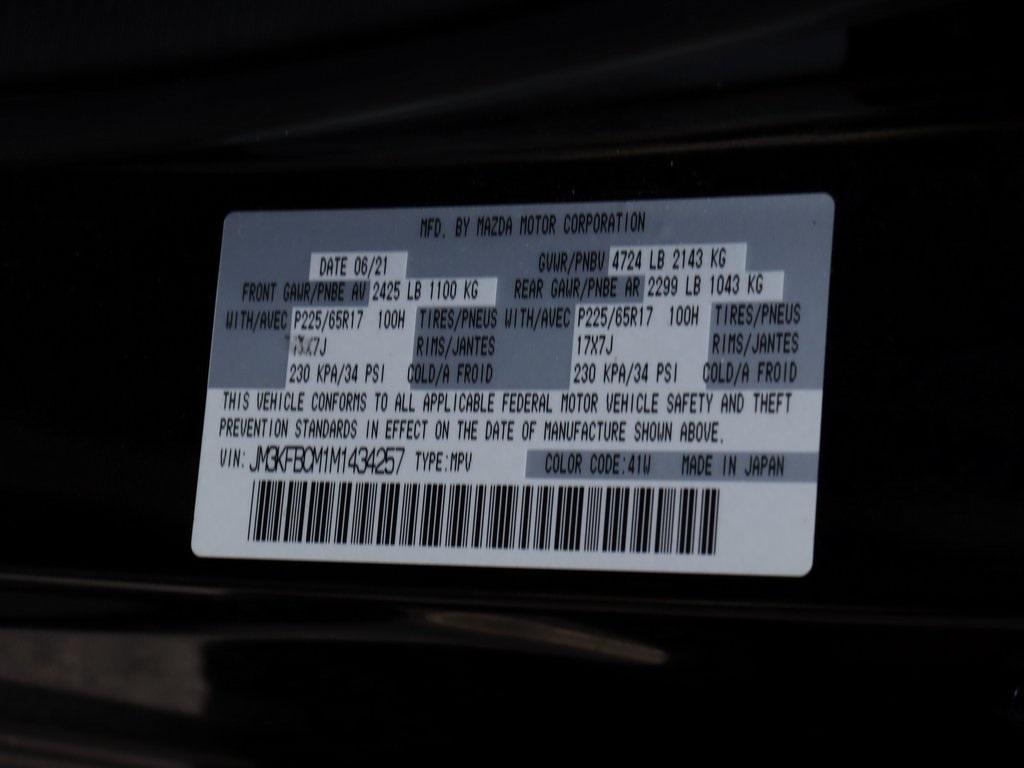 MFD. BY MAZDA MOTOR CORPORATION
DATE 06/21 GVWR/PNBV 4724 LB 2143 KG
FRONT GAWR/PNBE AV 2425 LB 1100 KG REAR GAWR/PNBE AR 2299 LB 1043 KG
WITH/AVEC P225/65R17 100H TIRES/PNEUS WITH/AVEC P225/65R17 100H TIRES/PNEUS
17X7J RIMS/JANTES 17X7J RIMS/JANTES
230 KPA/34 PSI COLD/A FROID 230 KPA/34 PSI COLD/A FROID
THIS VEHICLE CONFORMS TO ALL APPLICABLE FEDERAL MOTOR VEHICLE SAFETY AND THEFT
PREVENTION STANDARDS IN EFFECT ON THE DATE OF MANUFACTURE SHOWN ABOVE.
VIN: JM3KFBCM1M1434257 TYPE:MPV COLOR CODE:41W MADE IN JAPAN